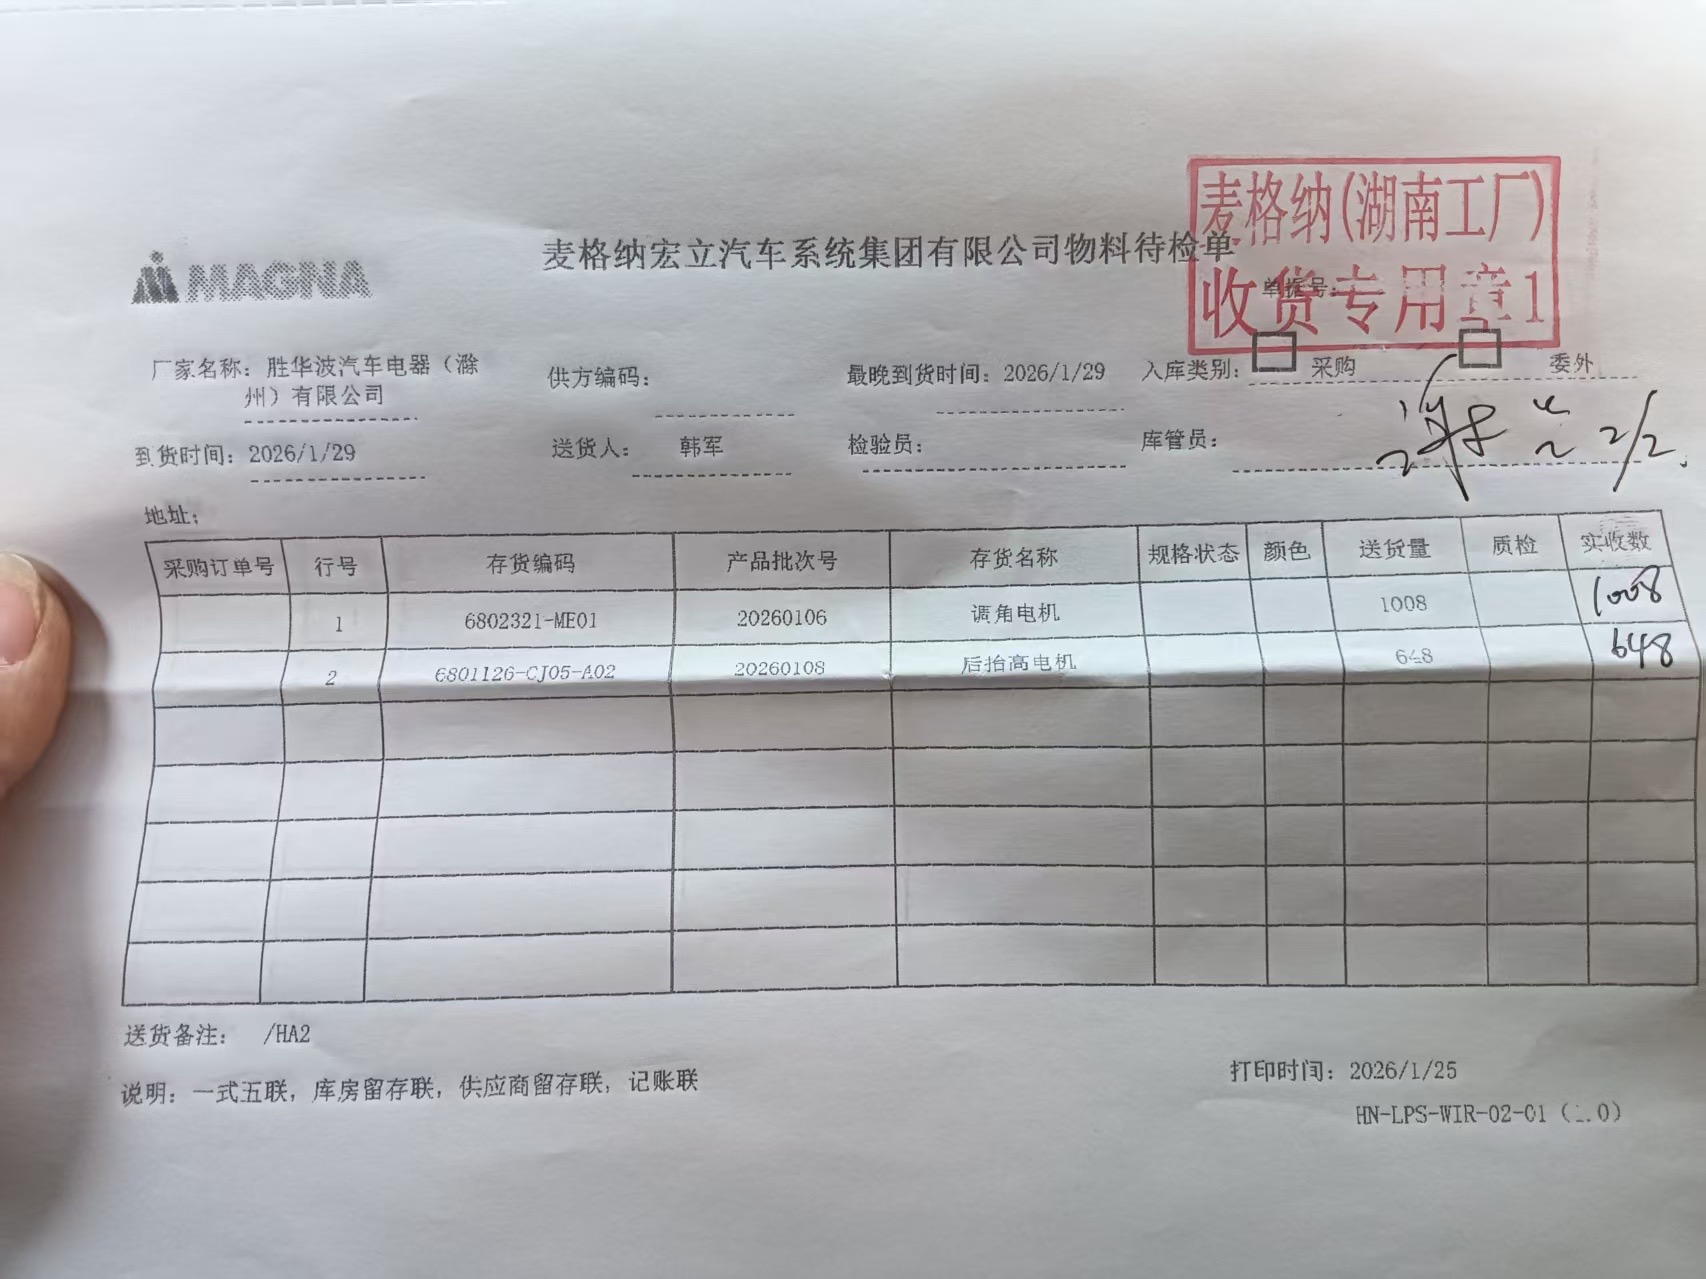 麦格纳(湖南工厂)
收货专用章1
MAGNA
麦格纳宏立汽车系统集团有限公司物料待检单
单据号:
厂家名称: 胜华波汽车电器（滁
州）有限公司
供方编码:
最晚到货时间: 2026/1/29
入库类别: 采购 委外
到货时间: 2026/1/29
送货人: 韩军
检验员:
库管员: 2/2
地址:
采购订单号 行号 存货编码 产品批次号 存货名称 规格状态 颜色 送货量 质检 实收数
1 6802321-ME01 20260106 调角电机 1008 1008
2 6801126-CJ05-A02 20260108 后抬高电机 648 648
送货备注: /HA2
说明: 一式五联, 库房留存联, 供应商留存联, 记账联
打印时间: 2026/1/25
HN-LPS-WIR-02-01